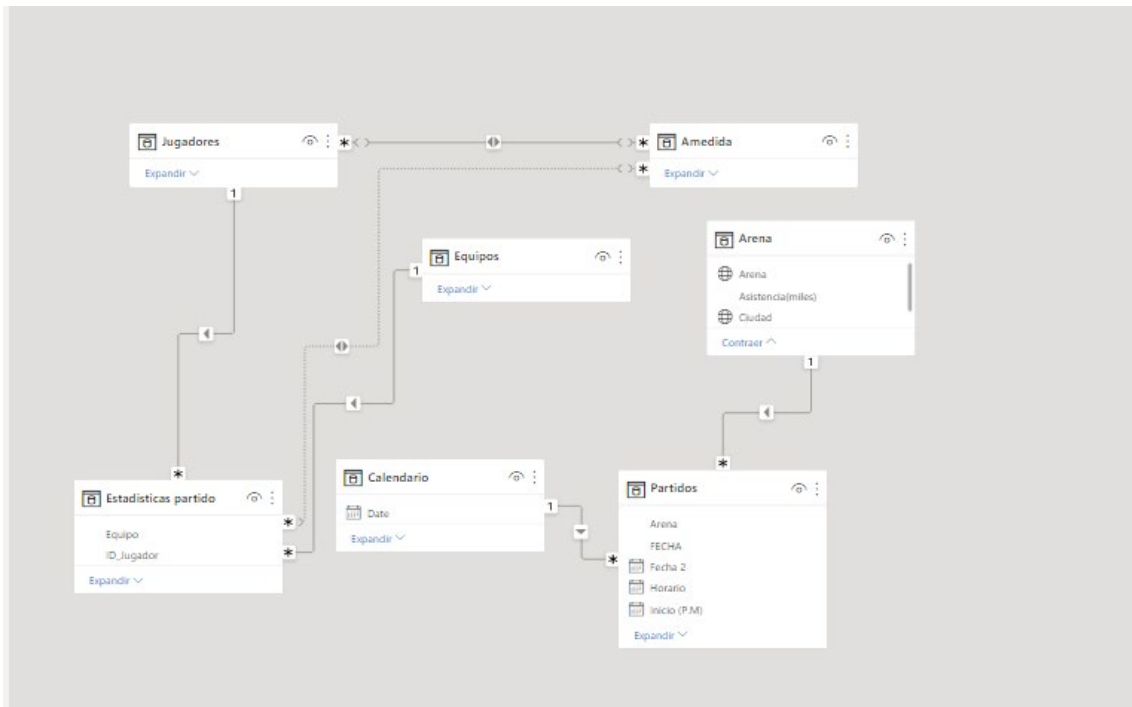 Jugadores
Expandir
1
*
*
Amedida
*
Expandir
Equipos
1
Expandir
Arena
Arena
Asistencia(miles)
Ciudad
Contraer
1
*
*
Estadisticas partido
Equipo
ID_Jugador
*
*
Expandir
Calendario
Date
Expandir
1
*
Partidos
Arena
FECHA
Fecha 2
Horario
Inicio (P.M)
Expandir